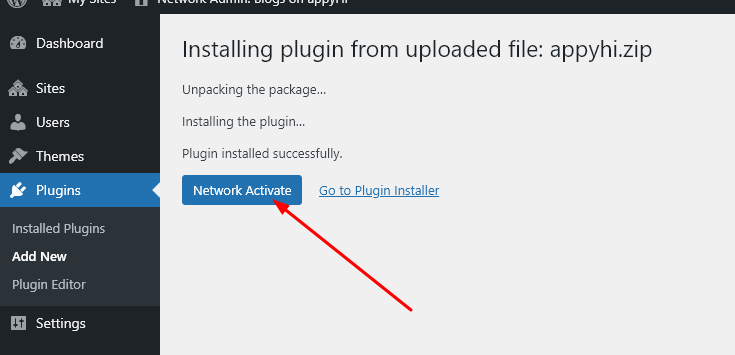 My Sites
Network Admin: Blogs on appyHi
Dashboard
Sites
Users
Themes
Plugins
Installed Plugins
Add New
Plugin Editor
Settings
Installing plugin from uploaded file: appyhi.zip
Unpacking the package…
Installing the plugin…
Plugin installed successfully.
Network Activate
Go to Plugin Installer